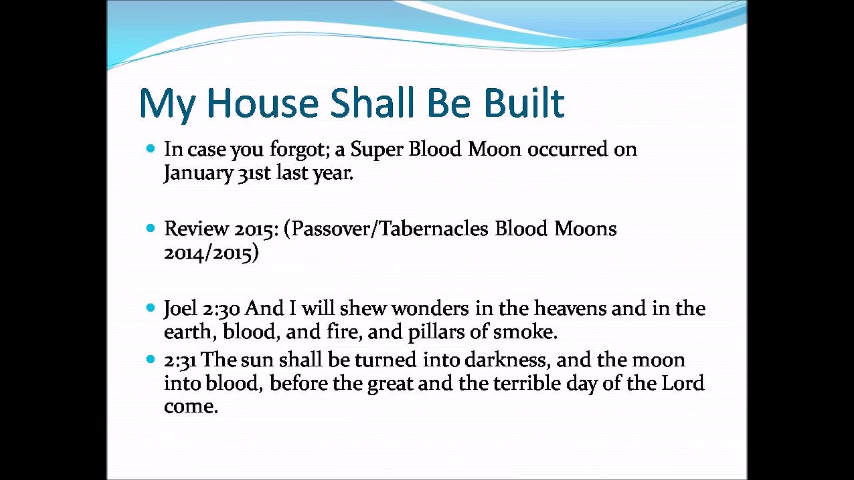 My House Shall Be Built
In case you forgot; a Super Blood Moon occurred on
January 31st last year.
Review 2015: (Passover/Tabernacles Blood Moons
2014/2015)
Joel 2:30 And I will shew wonders in the heavens and in the
earth, blood, and fire, and pillars of smoke.
2:31 The sun shall be turned into darkness, and the moon
into blood, before the great and the terrible day of the Lord
come.